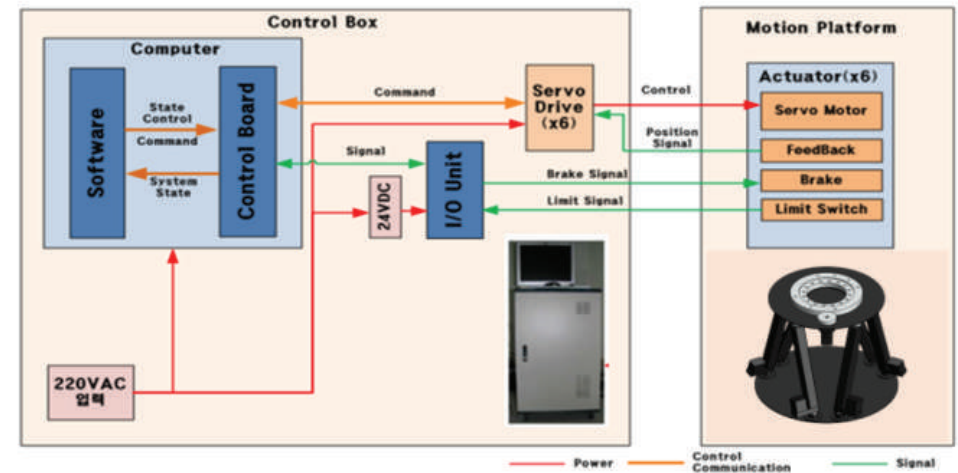 Control Box
Computer
Software
State
Control
Command
System
State
Control Board
Command
Signal
24VDC
I/O Unit
Servo
Drive
(x6)
220VAC
입력
Control
Position
Signal
Brake Signal
Limit Signal
Motion Platform
Actuator(x6)
Servo Motor
FeedBack
Brake
Limit Switch
Power
Control
Communication
Signal